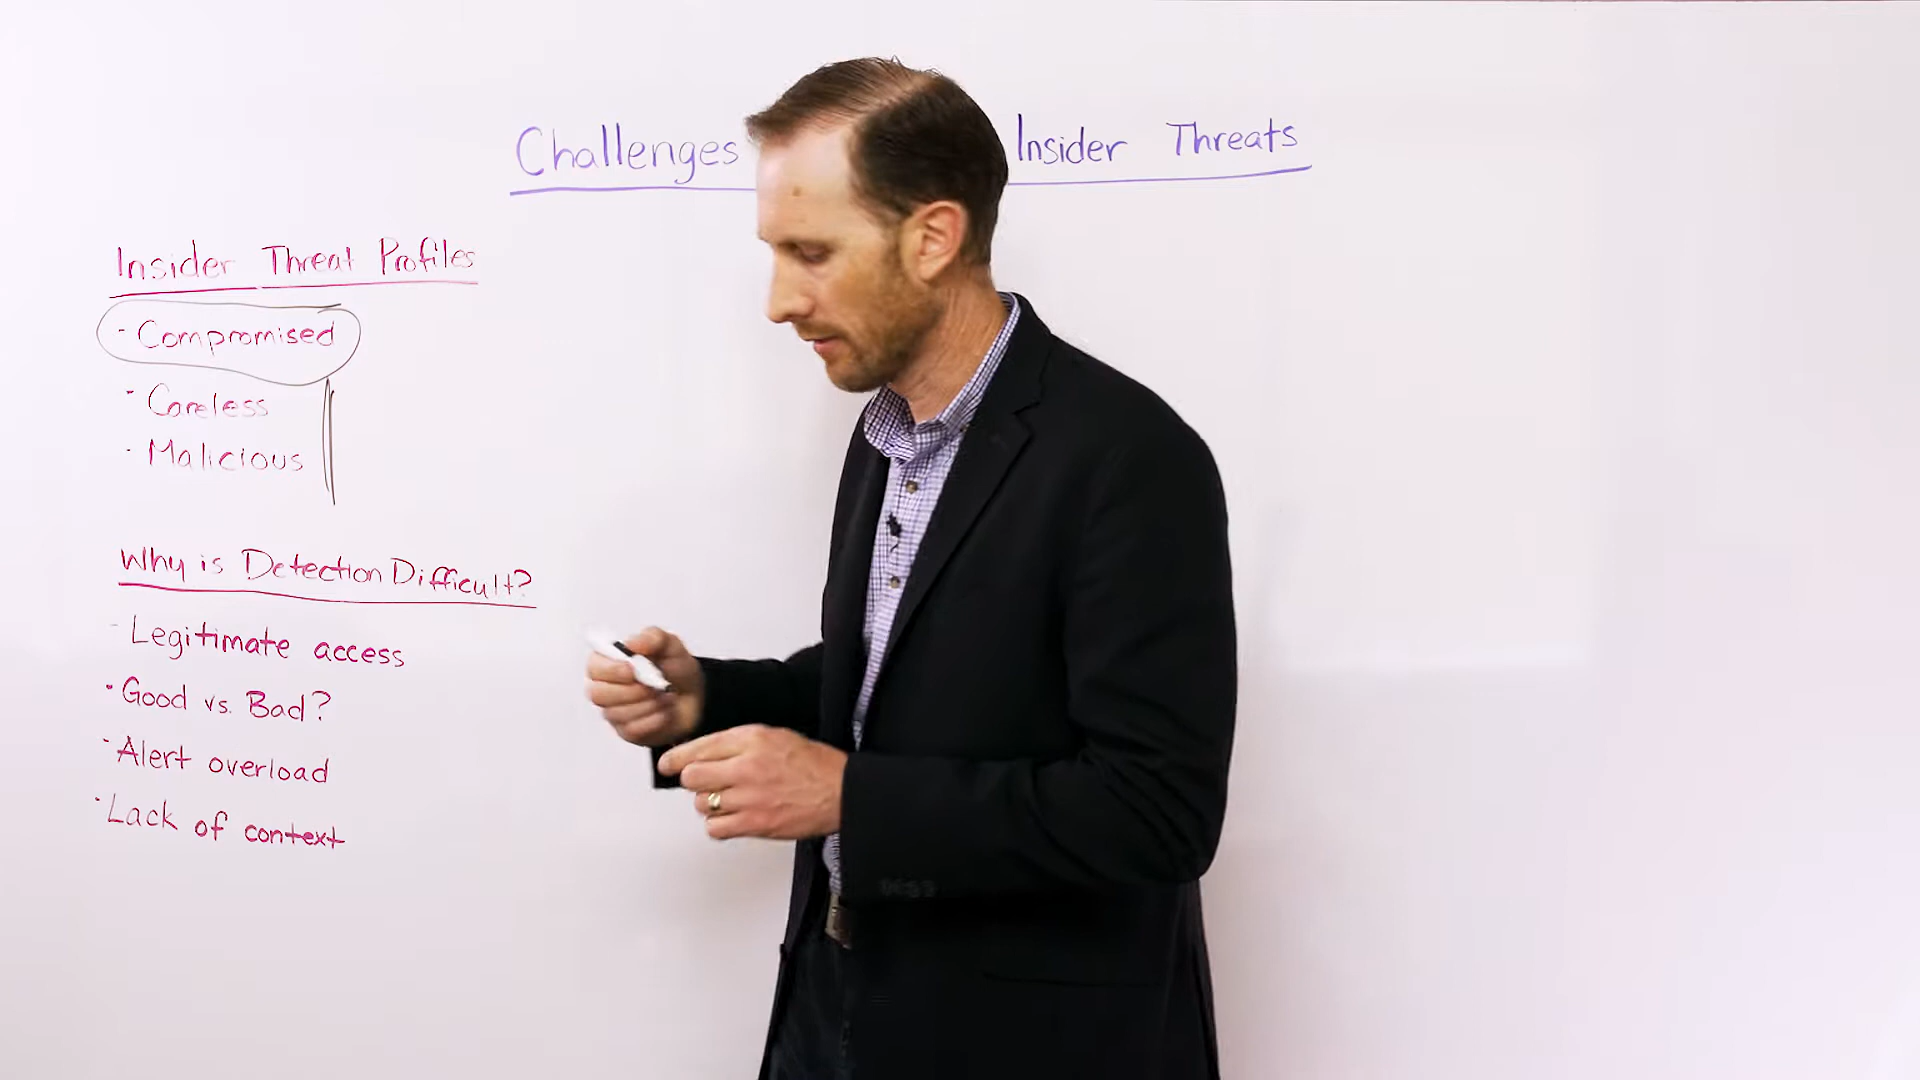 Challenges Insider Threats
Insider Threat Profiles
- Compromised
- Careless
- Malicious
Why is Detection Difficult?
- Legitimate access
- Good vs. Bad?
- Alert overload
- Lack of context